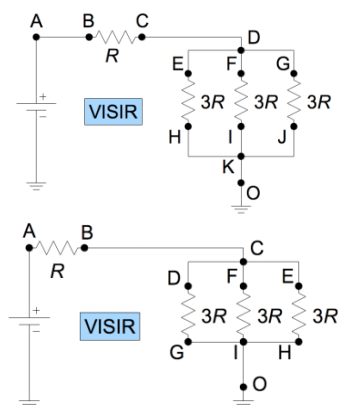 A B C D
R
E F G
VISIR 3R 3R 3R
H I J
K
O
+
−
A B C
R
D F E
VISIR 3R 3R 3R
G I H
O
+
−